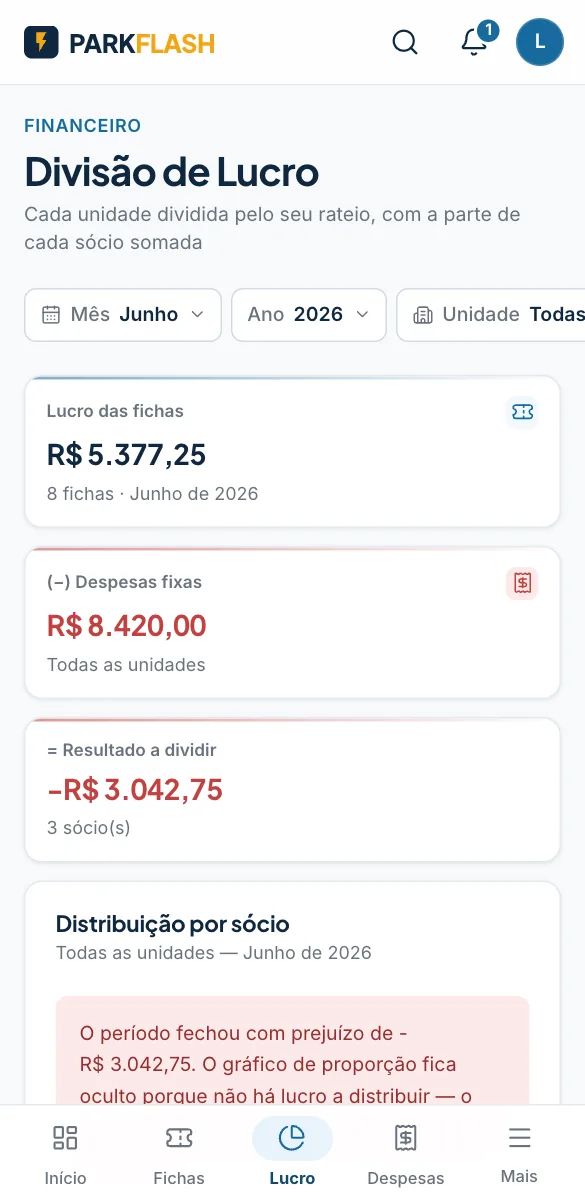 PARKFLASH
1
L
FINANCEIRO
Divisão de Lucro
Cada unidade dividida pelo seu rateio, com a parte de
cada sócio somada
Mês Junho
Ano 2026
Unidade Todas
Lucro das fichas
R$ 5.377,25
8 fichas · Junho de 2026
(−) Despesas fixas
R$ 8.420,00
Todas as unidades
= Resultado a dividir
−R$ 3.042,75
3 sócio(s)
Distribuição por sócio
Todas as unidades — Junho de 2026
O período fechou com prejuízo de -
R$ 3.042,75. O gráfico de proporção fica
oculto porque não há lucro a distribuir — o
Início
Fichas
Lucro
Despesas
Mais